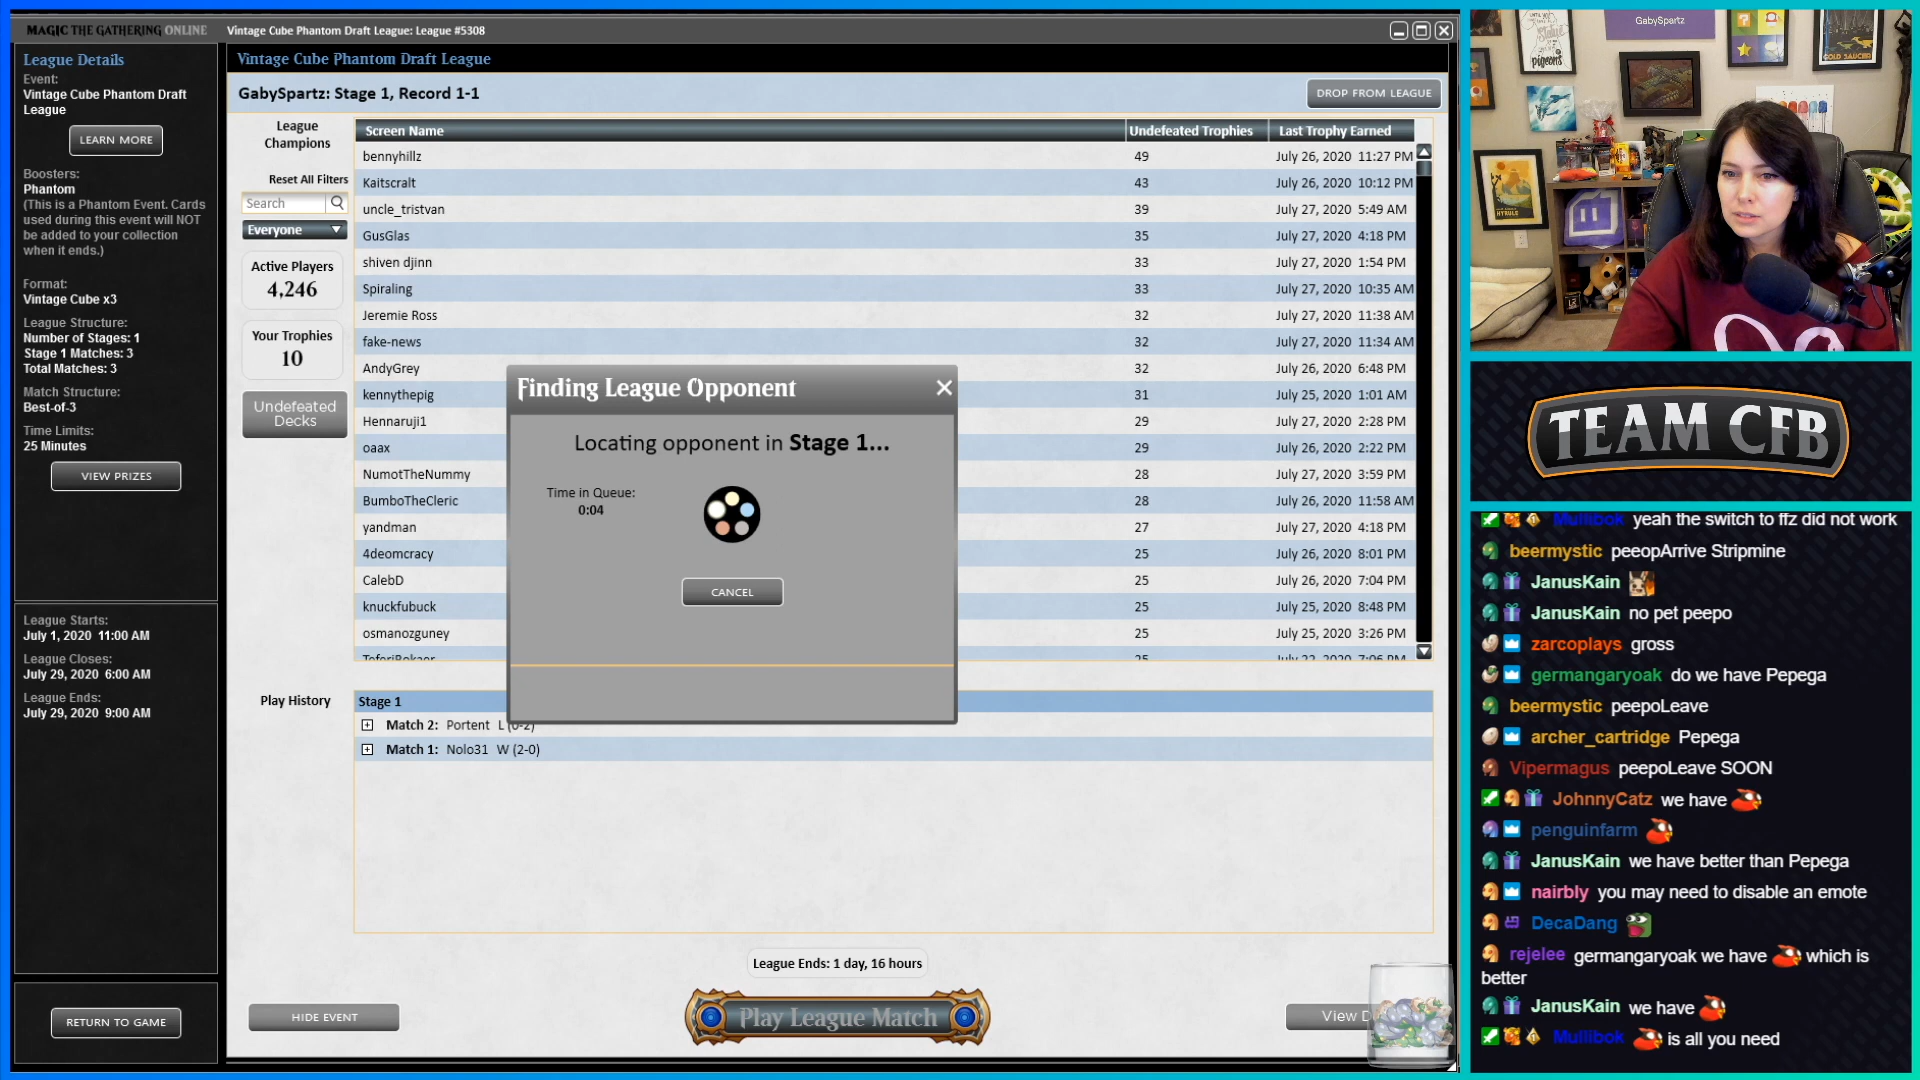 MAGIC THE GATHERING ONLINE
Vintage Cube Phantom Draft League: League #5308
League Details
Event:
Vintage Cube Phantom Draft
League
LEARN MORE
Boosters:
Phantom
(This is a Phantom Event. Cards
used during this event will NOT
be added to your collection
when it ends.)
Format:
Vintage Cube x3
League Structure:
Number of Stages: 1
Stage 1 Matches: 3
Total Matches: 3
Match Structure:
Best-of-3
Time Limits:
25 Minutes
VIEW PRIZES
League Starts:
July 1, 2020 11:00 AM
League Closes:
July 29, 2020 6:00 AM
League Ends:
July 29, 2020 9:00 AM
RETURN TO GAME
Vintage Cube Phantom Draft League
GabySpartz: Stage 1, Record 1-1
DROP FROM LEAGUE
League
Champions
Reset All Filters
Search
Everyone
Active Players
4,246
Your Trophies
10
Undefeated
Decks
Screen Name Undefeated Trophies Last Trophy Earned
bennyhillz 49 July 26, 2020 11:27 PM
Kaitscralt 43 July 26, 2020 10:12 PM
uncle_tristvan 39 July 27, 2020 5:49 AM
GusGlas 35 July 27, 2020 4:18 PM
shiven djinn 33 July 27, 2020 1:54 PM
Spiraling 33 July 27, 2020 10:35 AM
Jeremie Ross 32 July 27, 2020 11:38 AM
fake-news 32 July 27, 2020 11:34 AM
AndyGrey 32 July 26, 2020 6:48 PM
kennythepig 31 July 25, 2020 1:01 AM
Hennaruji1 29 July 27, 2020 2:28 PM
oaax 29 July 27, 2020 2:22 PM
NumotTheNummy 28 July 27, 2020 3:59 PM
BumboTheCleric 28 July 26, 2020 11:58 AM
yandman 27 July 27, 2020 4:18 PM
4deomcracy 25 July 26, 2020 8:01 PM
CalebD 25 July 26, 2020 7:04 PM
knuckfubuck 25 July 25, 2020 8:48 PM
osmanozguney 25 July 25, 2020 3:26 PM
TeferiBokaer 25 July 22, 2020 7:06 PM
Finding League Opponent
Locating opponent in Stage 1...
Time in Queue:
0:04
CANCEL
Play History
Stage 1
Match 2: Portent L (0-2)
Match 1: Nolo31 W (2-0)
League Ends: 1 day, 16 hours
HIDE EVENT
Play League Match
View D
GabySpartz
pigeons
GOLD SAUCER
HYRULE
TEAM CFB
Mullibok yeah the switch to ffz did not work
beermystic peeopArrive Stripmine
JanusKain
JanusKain no pet peepo
zarcoplays gross
germangaryoak do we have Pepega
beermystic peepoLeave
archer_cartridge Pepega
Vipermagus peepoLeave SOON
JohnnyCatz we have
penguinfarm
JanusKain we have better than Pepega
nairbly you may need to disable an emote
DecaDang
rejelee germangaryoak we have which is
better
JanusKain we have
Mullibok is all you need